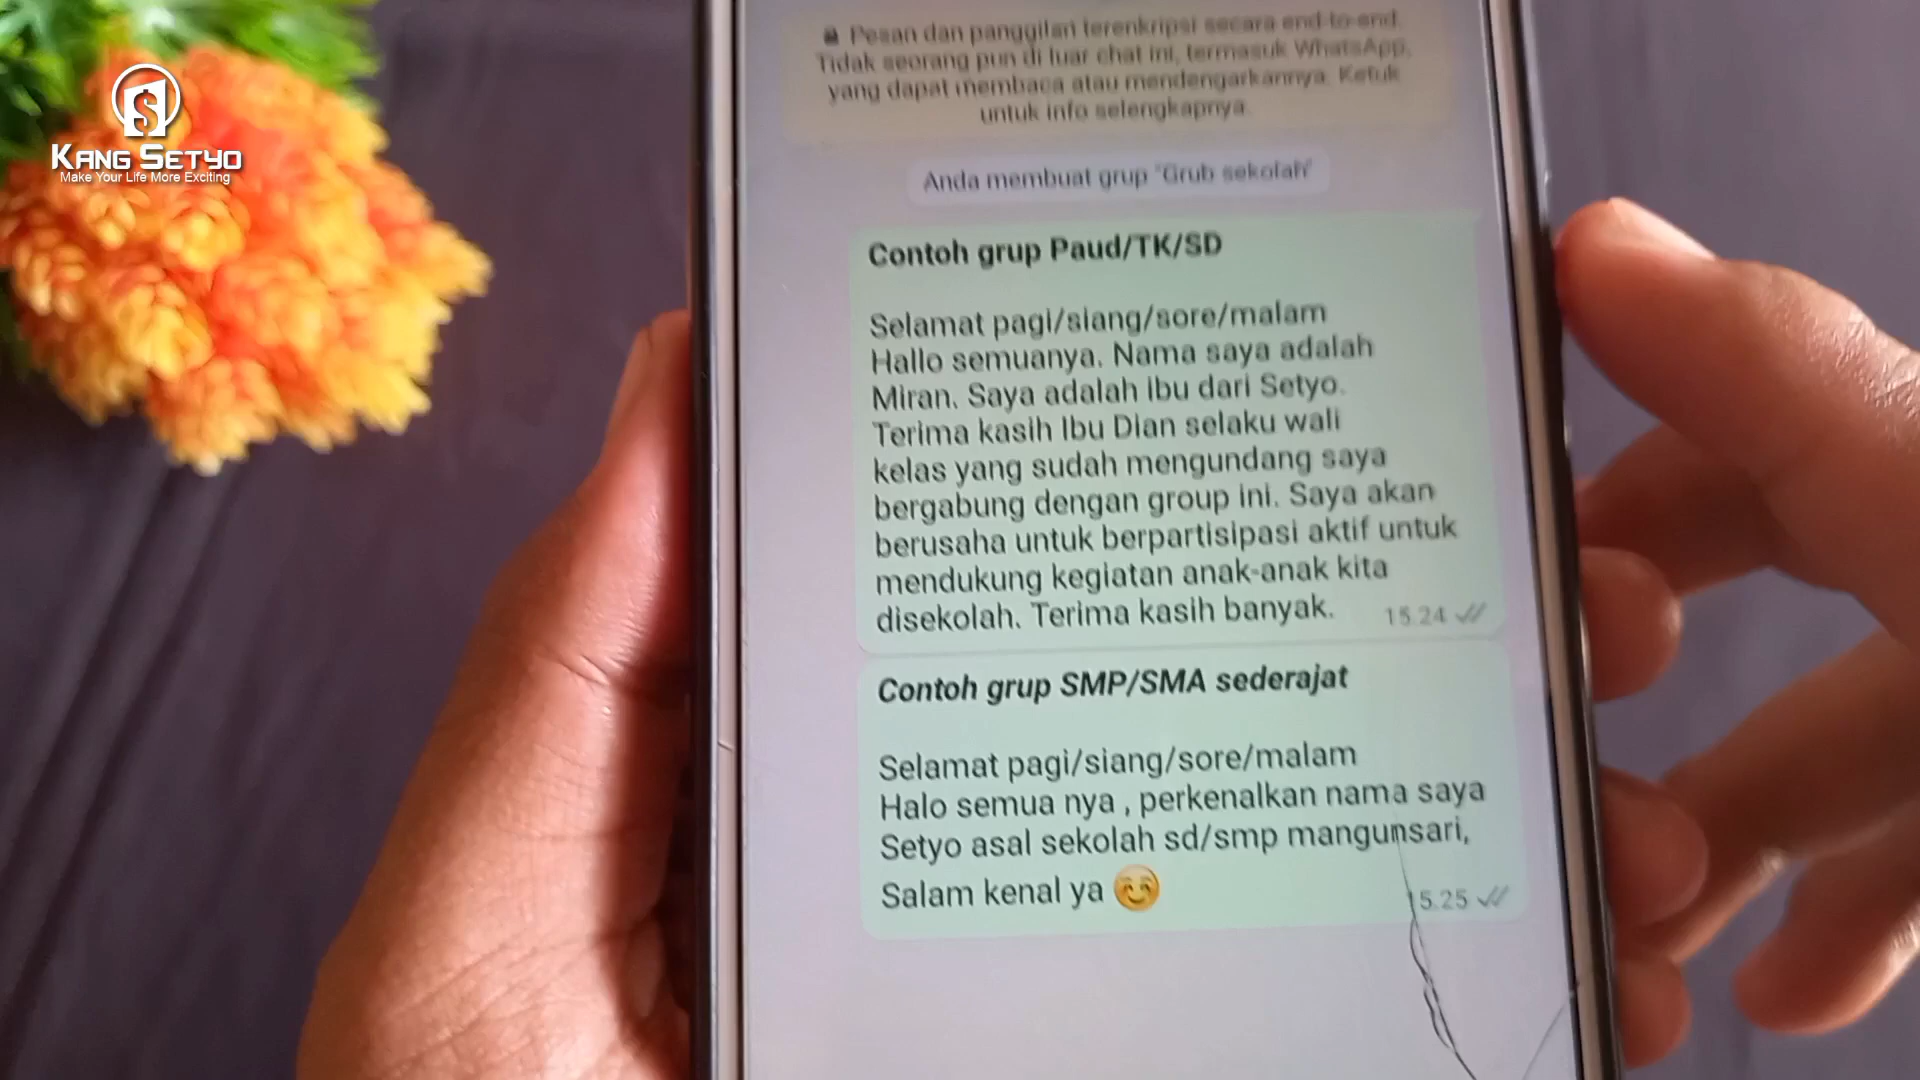 KANG SETYO
Make Your Life More Exciting
Pesan dan panggilan terenkripsi secara end-to-end.
Tidak seorang pun di luar chat ini, termasuk WhatsApp,
yang dapat membaca atau mendengarkannya. Ketuk
untuk info selengkapnya.
Anda membuat grup "Grub sekolah"
Contoh grup Paud/TK/SD
Selamat pagi/siang/sore/malam
Hallo semuanya. Nama saya adalah
Miran. Saya adalah ibu dari Setyo.
Terima kasih Ibu Dian selaku wali
kelas yang sudah mengundang saya
bergabung dengan group ini. Saya akan
berusaha untuk berpartisipasi aktif untuk
mendukung kegiatan anak-anak kita
disekolah. Terima kasih banyak.
15.24
Contoh grup SMP/SMA sederajat
Selamat pagi/siang/sore/malam
Halo semua nya , perkenalkan nama saya
Setyo asal sekolah sd/smp mangunsari,
Salam kenal ya 😊
15.25